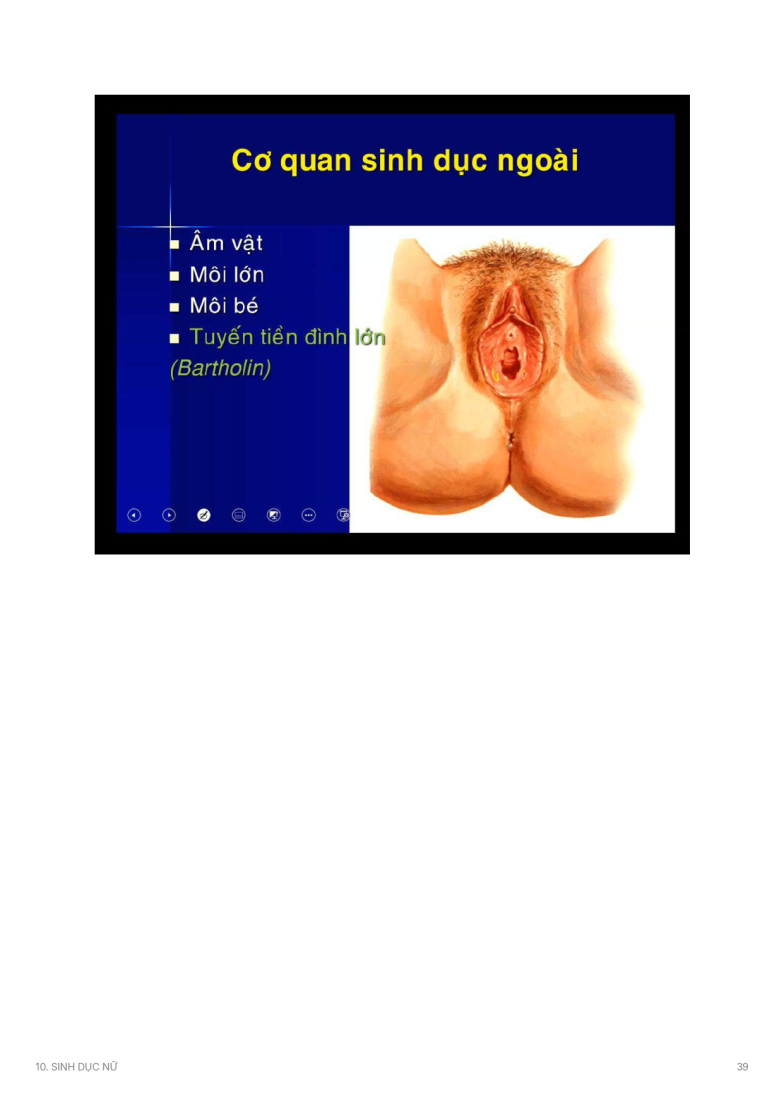 Cơ quan sinh dục ngoài
Âm vật
Môi lớn
Môi bé
Tuyến tiền đình lớn
(Bartholin)
10. SINH DỤC NỮ
39